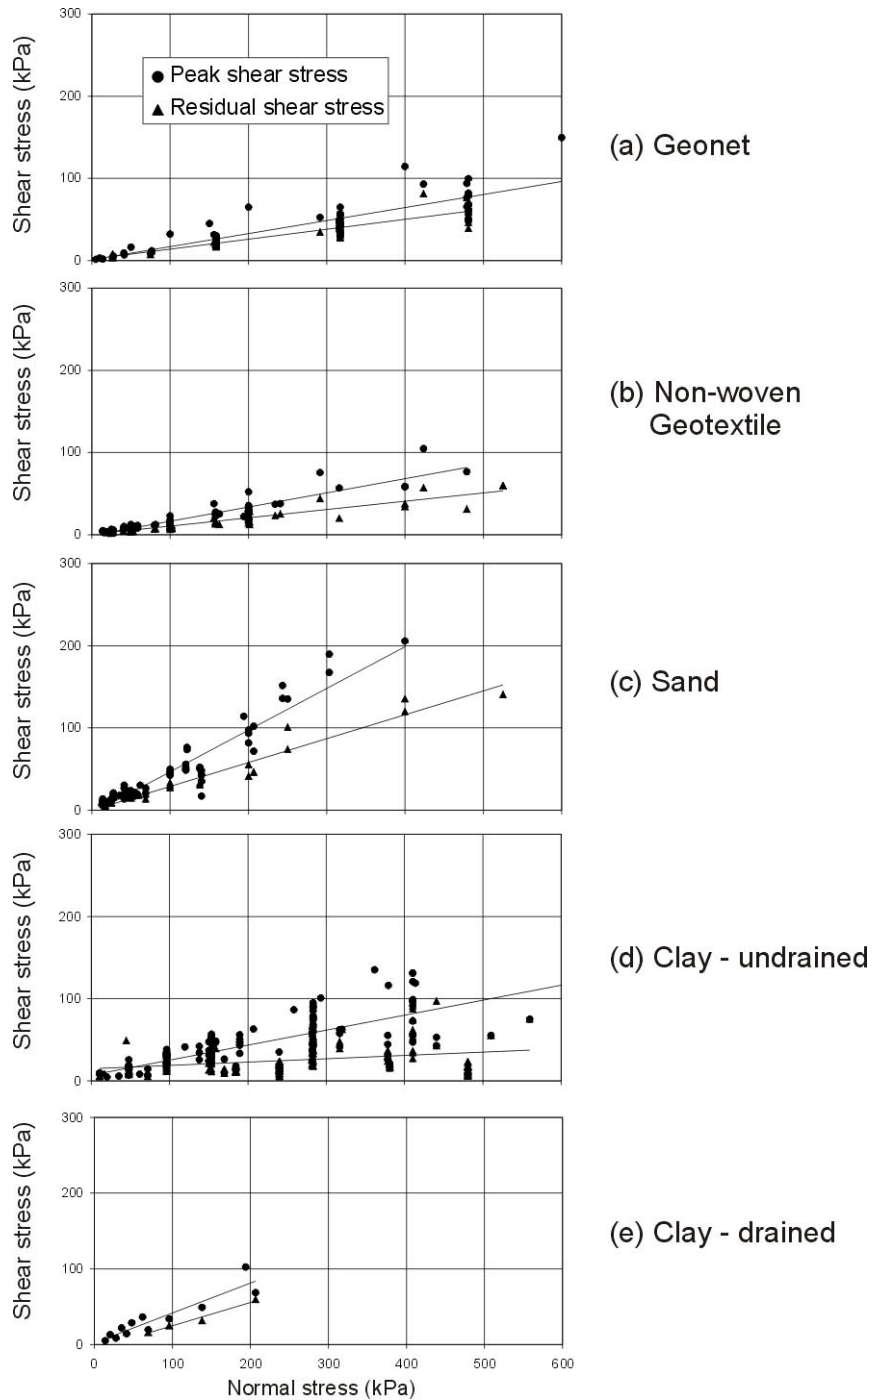 300
200
100
0
Shear stress (kPa)
Peak shear stress
Residual shear stress
(a) Geonet
300
200
100
0
Shear stress (kPa)
(b) Non-woven
Geotextile
300
200
100
0
Shear stress (kPa)
(c) Sand
300
200
100
0
Shear stress (kPa)
(d) Clay - undrained
300
200
100
0
Shear stress (kPa)
(e) Clay - drained
0 100 200 300 400 500 600
Normal stress (kPa)